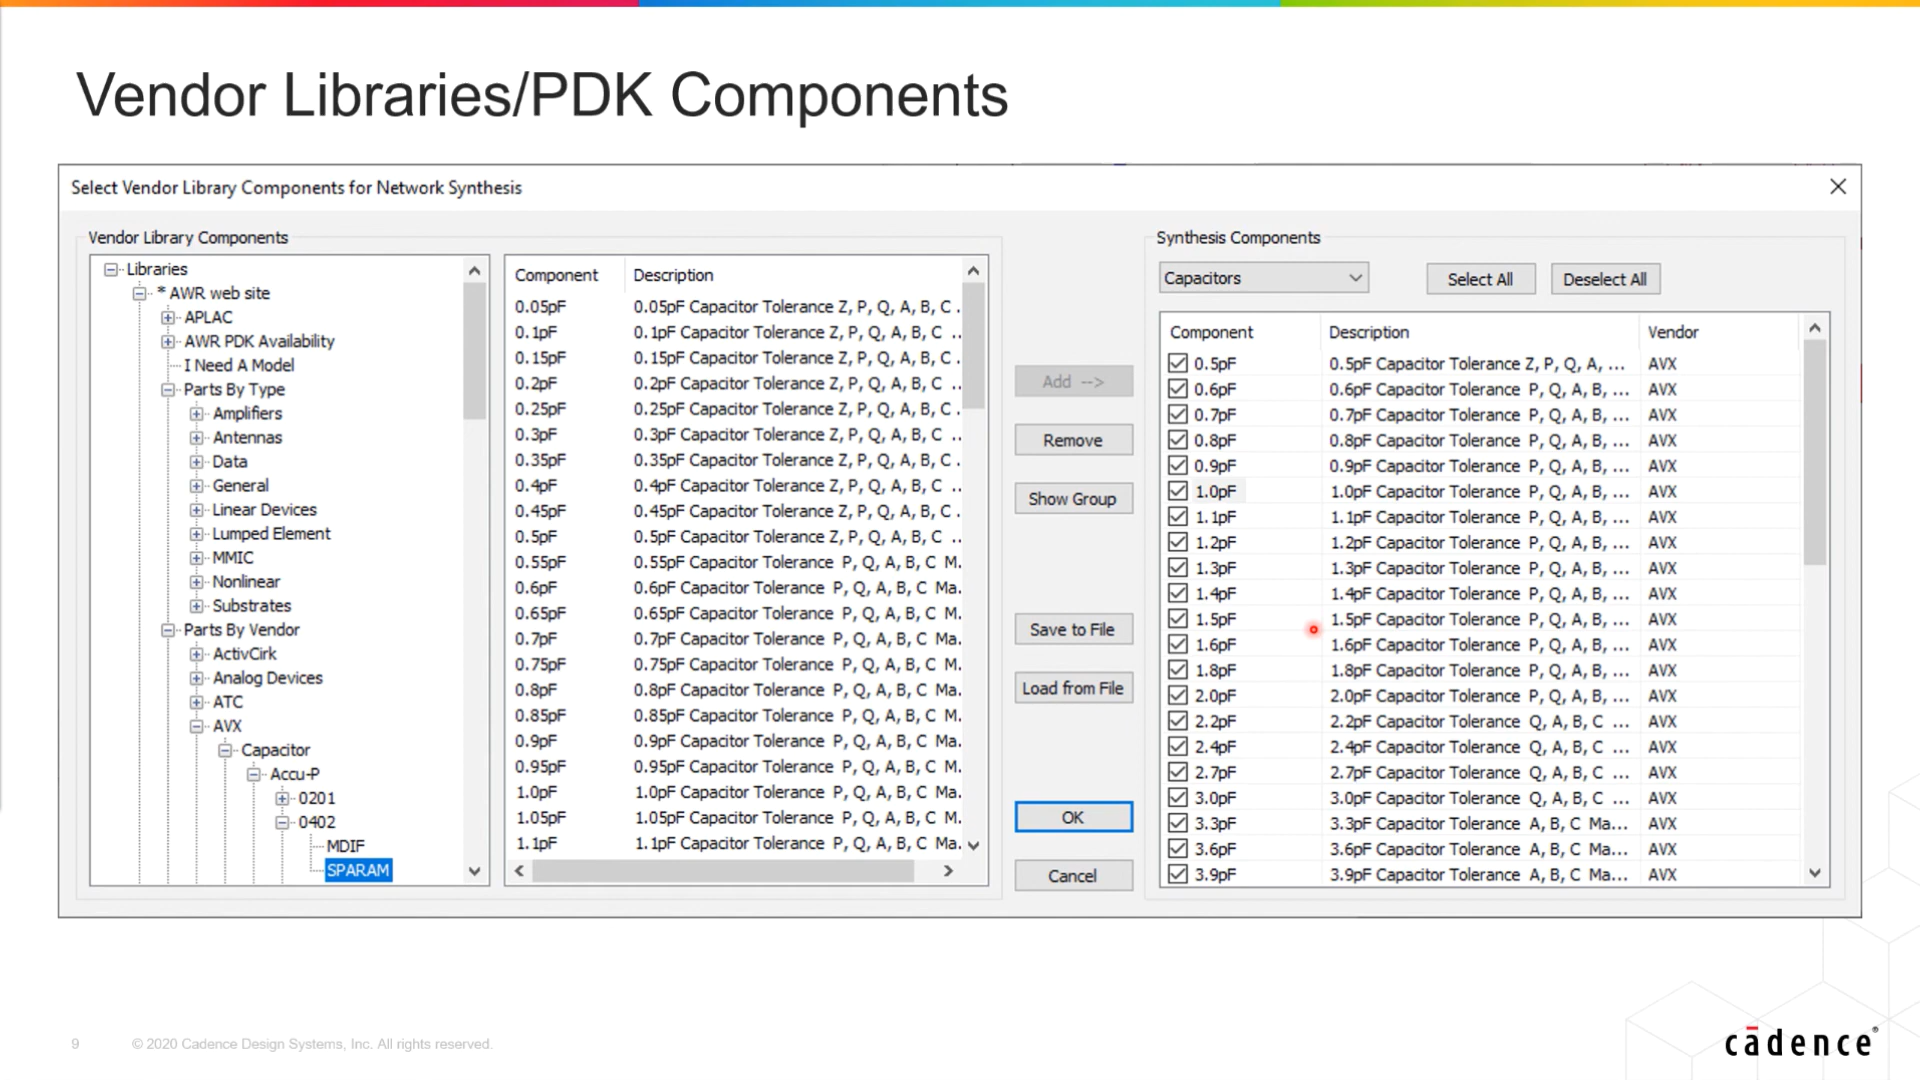 Vendor Libraries/PDK Components
Select Vendor Library Components for Network Synthesis
Vendor Library Components
Libraries
* AWR web site
APLAC
AWR PDK Availability
I Need A Model
Parts By Type
Amplifiers
Antennas
Data
General
Linear Devices
Lumped Element
MMIC
Nonlinear
Substrates
Parts By Vendor
ActivCirk
Analog Devices
ATC
AVX
Capacitor
Accu-P
0201
0402
MDIF
SPARAM
Component Description
0.05pF 0.05pF Capacitor Tolerance Z, P, Q, A, B, C .
0.1pF 0.1pF Capacitor Tolerance Z, P, Q, A, B, C ..
0.15pF 0.15pF Capacitor Tolerance Z, P, Q, A, B, C .
0.2pF 0.2pF Capacitor Tolerance Z, P, Q, A, B, C ..
0.25pF 0.25pF Capacitor Tolerance Z, P, Q, A, B, C .
0.3pF 0.3pF Capacitor Tolerance Z, P, Q, A, B, C ..
0.35pF 0.35pF Capacitor Tolerance Z, P, Q, A, B, C .
0.4pF 0.4pF Capacitor Tolerance Z, P, Q, A, B, C ..
0.45pF 0.45pF Capacitor Tolerance Z, P, Q, A, B, C .
0.5pF 0.5pF Capacitor Tolerance Z, P, Q, A, B, C ..
0.55pF 0.55pF Capacitor Tolerance P, Q, A, B, C M.
0.6pF 0.6pF Capacitor Tolerance P, Q, A, B, C Ma.
0.65pF 0.65pF Capacitor Tolerance P, Q, A, B, C M.
0.7pF 0.7pF Capacitor Tolerance P, Q, A, B, C Ma.
0.75pF 0.75pF Capacitor Tolerance P, Q, A, B, C M.
0.8pF 0.8pF Capacitor Tolerance P, Q, A, B, C Ma.
0.85pF 0.85pF Capacitor Tolerance P, Q, A, B, C M.
0.9pF 0.9pF Capacitor Tolerance P, Q, A, B, C Ma.
0.95pF 0.95pF Capacitor Tolerance P, Q, A, B, C M.
1.0pF 1.0pF Capacitor Tolerance P, Q, A, B, C Ma.
1.05pF 1.05pF Capacitor Tolerance P, Q, A, B, C M.
1.1pF 1.1pF Capacitor Tolerance P, Q, A, B, C Ma.
Add -->
Remove
Show Group
Save to File
Load from File
OK
Cancel
Synthesis Components
Capacitors Select All Deselect All
Component Description Vendor
0.5pF 0.5pF Capacitor Tolerance Z, P, Q, A, ... AVX
0.6pF 0.6pF Capacitor Tolerance P, Q, A, B, ... AVX
0.7pF 0.7pF Capacitor Tolerance P, Q, A, B, ... AVX
0.8pF 0.8pF Capacitor Tolerance P, Q, A, B, ... AVX
0.9pF 0.9pF Capacitor Tolerance P, Q, A, B, ... AVX
1.0pF 1.0pF Capacitor Tolerance P, Q, A, B, ... AVX
1.1pF 1.1pF Capacitor Tolerance P, Q, A, B, ... AVX
1.2pF 1.2pF Capacitor Tolerance P, Q, A, B, ... AVX
1.3pF 1.3pF Capacitor Tolerance P, Q, A, B, ... AVX
1.4pF 1.4pF Capacitor Tolerance P, Q, A, B, ... AVX
1.5pF 1.5pF Capacitor Tolerance P, Q, A, B, ... AVX
1.6pF 1.6pF Capacitor Tolerance P, Q, A, B, ... AVX
1.8pF 1.8pF Capacitor Tolerance P, Q, A, B, ... AVX
2.0pF 2.0pF Capacitor Tolerance P, Q, A, B, ... AVX
2.2pF 2.2pF Capacitor Tolerance Q, A, B, C ... AVX
2.4pF 2.4pF Capacitor Tolerance Q, A, B, C ... AVX
2.7pF 2.7pF Capacitor Tolerance Q, A, B, C ... AVX
3.0pF 3.0pF Capacitor Tolerance Q, A, B, C ... AVX
3.3pF 3.3pF Capacitor Tolerance A, B, C Ma... AVX
3.6pF 3.6pF Capacitor Tolerance A, B, C Ma... AVX
3.9pF 3.9pF Capacitor Tolerance A, B, C Ma... AVX
9 © 2020 Cadence Design Systems, Inc. All rights reserved.
cādence®